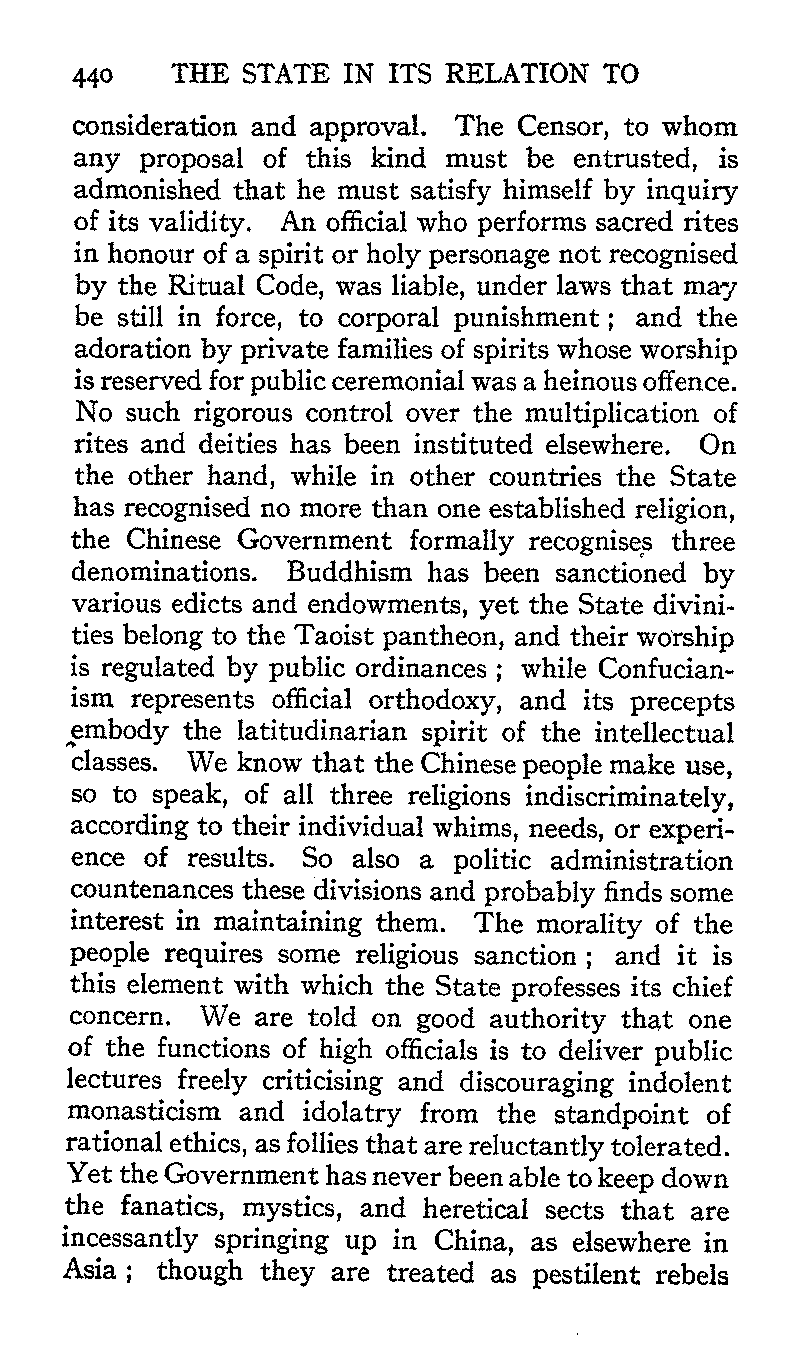 440 THE STATE IN ITS RELATION TO
consideration and approval. The Censor, to whom
any proposal of this kind must be entrusted, is
admonished that he must satisfy himself by inquiry
of its validity. An official who performs sacred rites
in honour of a spirit or holy personage not recognised
by the Ritual Code, was liable, under laws that may
be still in force, to corporal punishment ; and the
adoration by private families of spirits whose worship
is reserved for public ceremonial was a heinous offence.
No such rigorous control over the multiplication of
rites and deities has been instituted elsewhere. On
the other hand, while in other countries the State
has recognised no more than one established religion,
the Chinese Government formally recognises three
denominations. Buddhism has been sanctioned by
various edicts and endowments, yet the State divini-
ties belong to the Taoist pantheon, and their worship
is regulated by public ordinances ; while Confucian-
ism represents official orthodoxy, and its precepts
embody the latitudinarian spirit of the intellectual
classes. We know that the Chinese people make use,
so to speak, of all three religions indiscriminately,
according to their individual whims, needs, or experi-
ence of results. So also a politic administration
countenances these divisions and probably finds some
interest in maintaining them. The morality of the
people requires some religious sanction ; and it is
this element with which the State professes its chief
concern. We are told on good authority that one
of the functions of high officials is to deliver public
lectures freely criticising and discouraging indolent
monasticism and idolatry from the standpoint of
rational ethics, as follies that are reluctantly tolerated.
Yet the Government has never been able to keep down
the fanatics, mystics, and heretical sects that are
incessantly springing up in China, as elsewhere in
Asia ; though they are treated as pestilent rebels